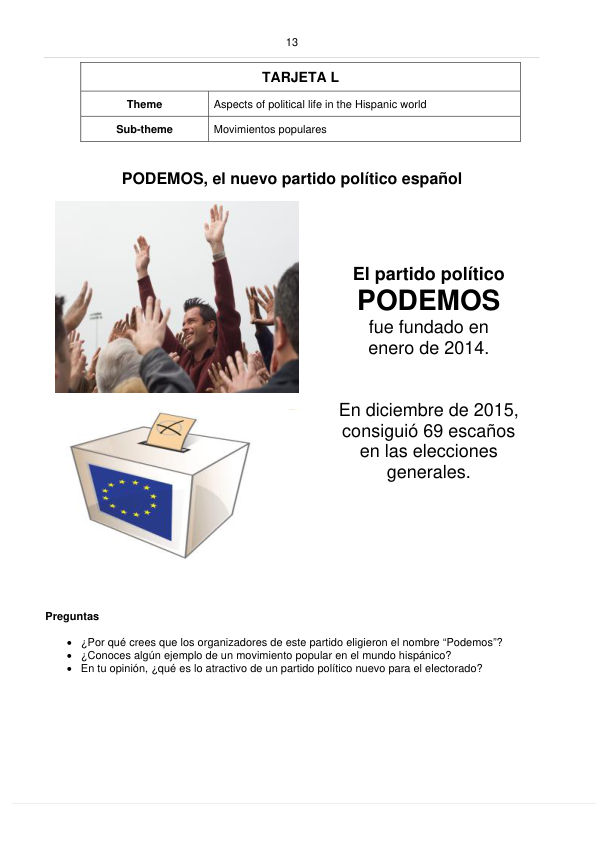 13
TARJETA L
Theme Aspects of political life in the Hispanic world
Sub-theme Movimientos populares
PODEMOS, el nuevo partido político español
El partido político
PODEMOS
fue fundado en
enero de 2014.
En diciembre de 2015,
consiguió 69 escaños
en las elecciones
generales.
Preguntas
• ¿Por qué crees que los organizadores de este partido eligieron el nombre “Podemos”?
• ¿Conoces algún ejemplo de un movimiento popular en el mundo hispánico?
• En tu opinión, ¿qué es lo atractivo de un partido político nuevo para el electorado?